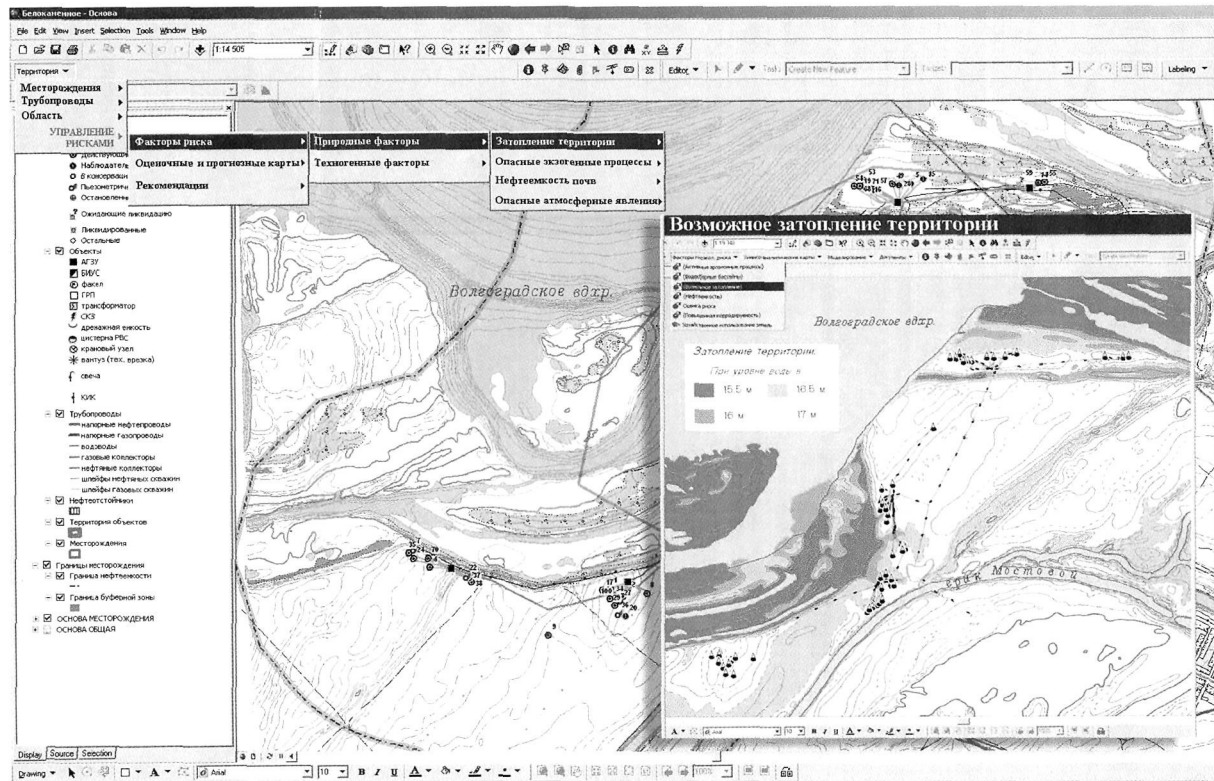 Белокаменное - Основа
File Edit View Insert Selection Tools Window Help
1:14 505
Территория
Editor
Task: Create New Feature
Target:
Labeling
Месторождения
Трубопроводы
Область
УПРАВЛЕНИЕ
РИСКАМИ
Факторы риска
Оценочные и прогнозные карты
Рекомендации
Природные факторы
Техногенные факторы
Затопление территории
Опасные экзогенные процессы
Нефтеемкость почв
Опасные атмосферные явления
Ожидающие ликвидацию
Ликвидированные
Остальные
Объекты
АГЗУ
БИУС
факел
ГРП
трансформатор
СКЗ
дренажная емкость
цистерна РВС
крановый узел
вантуз (тех. врезка)
свеча
КИК
Трубопроводы
напорные нефтепроводы
напорные газопроводы
водоводы
газовые коллекторы
нефтяные коллекторы
шлейфы нефтяных скважин
шлейфы газовых скважин
Нефтеотстойники
Территория объектов
Месторождения
Границы месторождения
Граница нефтеемкости
Граница буферной зоны
ОСНОВА МЕСТОРОЖДЕНИЯ
ОСНОВА ОБЩАЯ
Display Source Selection
Drawing
Arial
10
100%
Волгоградское вдхр.
Возможное затопление территории
Волгоградское вдхр.
Затопление территории.
При уровне воды в
15.5 м 16.5 м
16 м 17 м
Ерик Мостовой